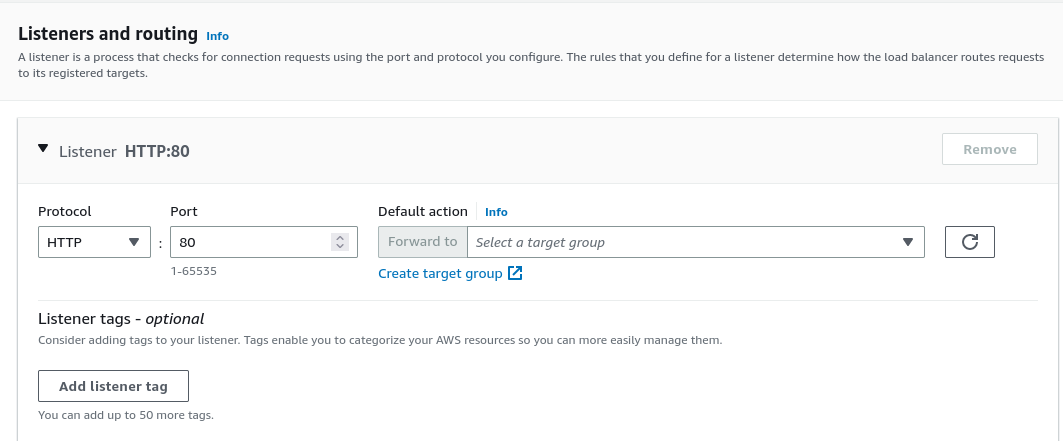 Listeners and routing Info
A listener is a process that checks for connection requests using the port and protocol you configure. The rules that you define for a listener determine how the load balancer routes requests
to its registered targets.
Listener HTTP:80
Remove
Protocol Port Default action Info
HTTP : 80 Forward to Select a target group
1-65535
Create target group
Listener tags - optional
Consider adding tags to your listener. Tags enable you to categorize your AWS resources so you can more easily manage them.
Add listener tag
You can add up to 50 more tags.